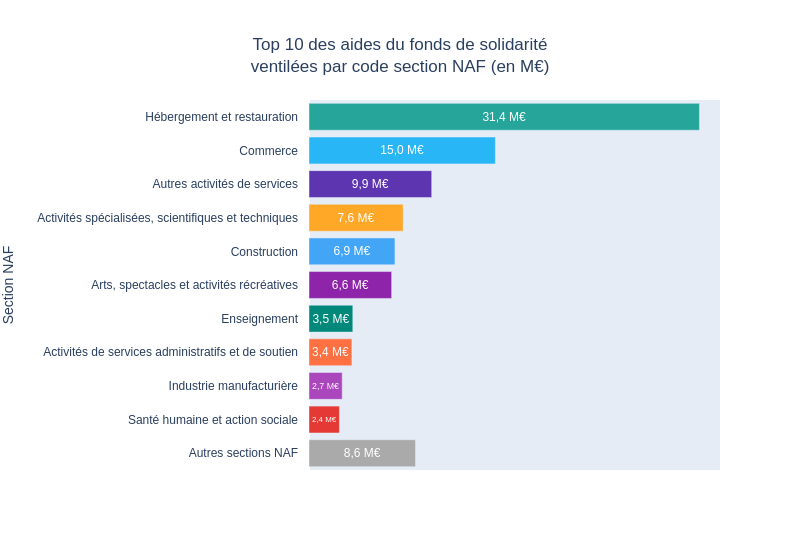 Top 10 des aides du fonds de solidarité
ventilées par code section NAF (en M€)
Section NAF
Hébergement et restauration 31,4 M€
Commerce 15,0 M€
Autres activités de services 9,9 M€
Activités spécialisées, scientifiques et techniques 7,6 M€
Construction 6,9 M€
Arts, spectacles et activités récréatives 6,6 M€
Enseignement 3,5 M€
Activités de services administratifs et de soutien 3,4 M€
Industrie manufacturière 2,7 M€
Santé humaine et action sociale 2,4 M€
Autres sections NAF 8,6 M€